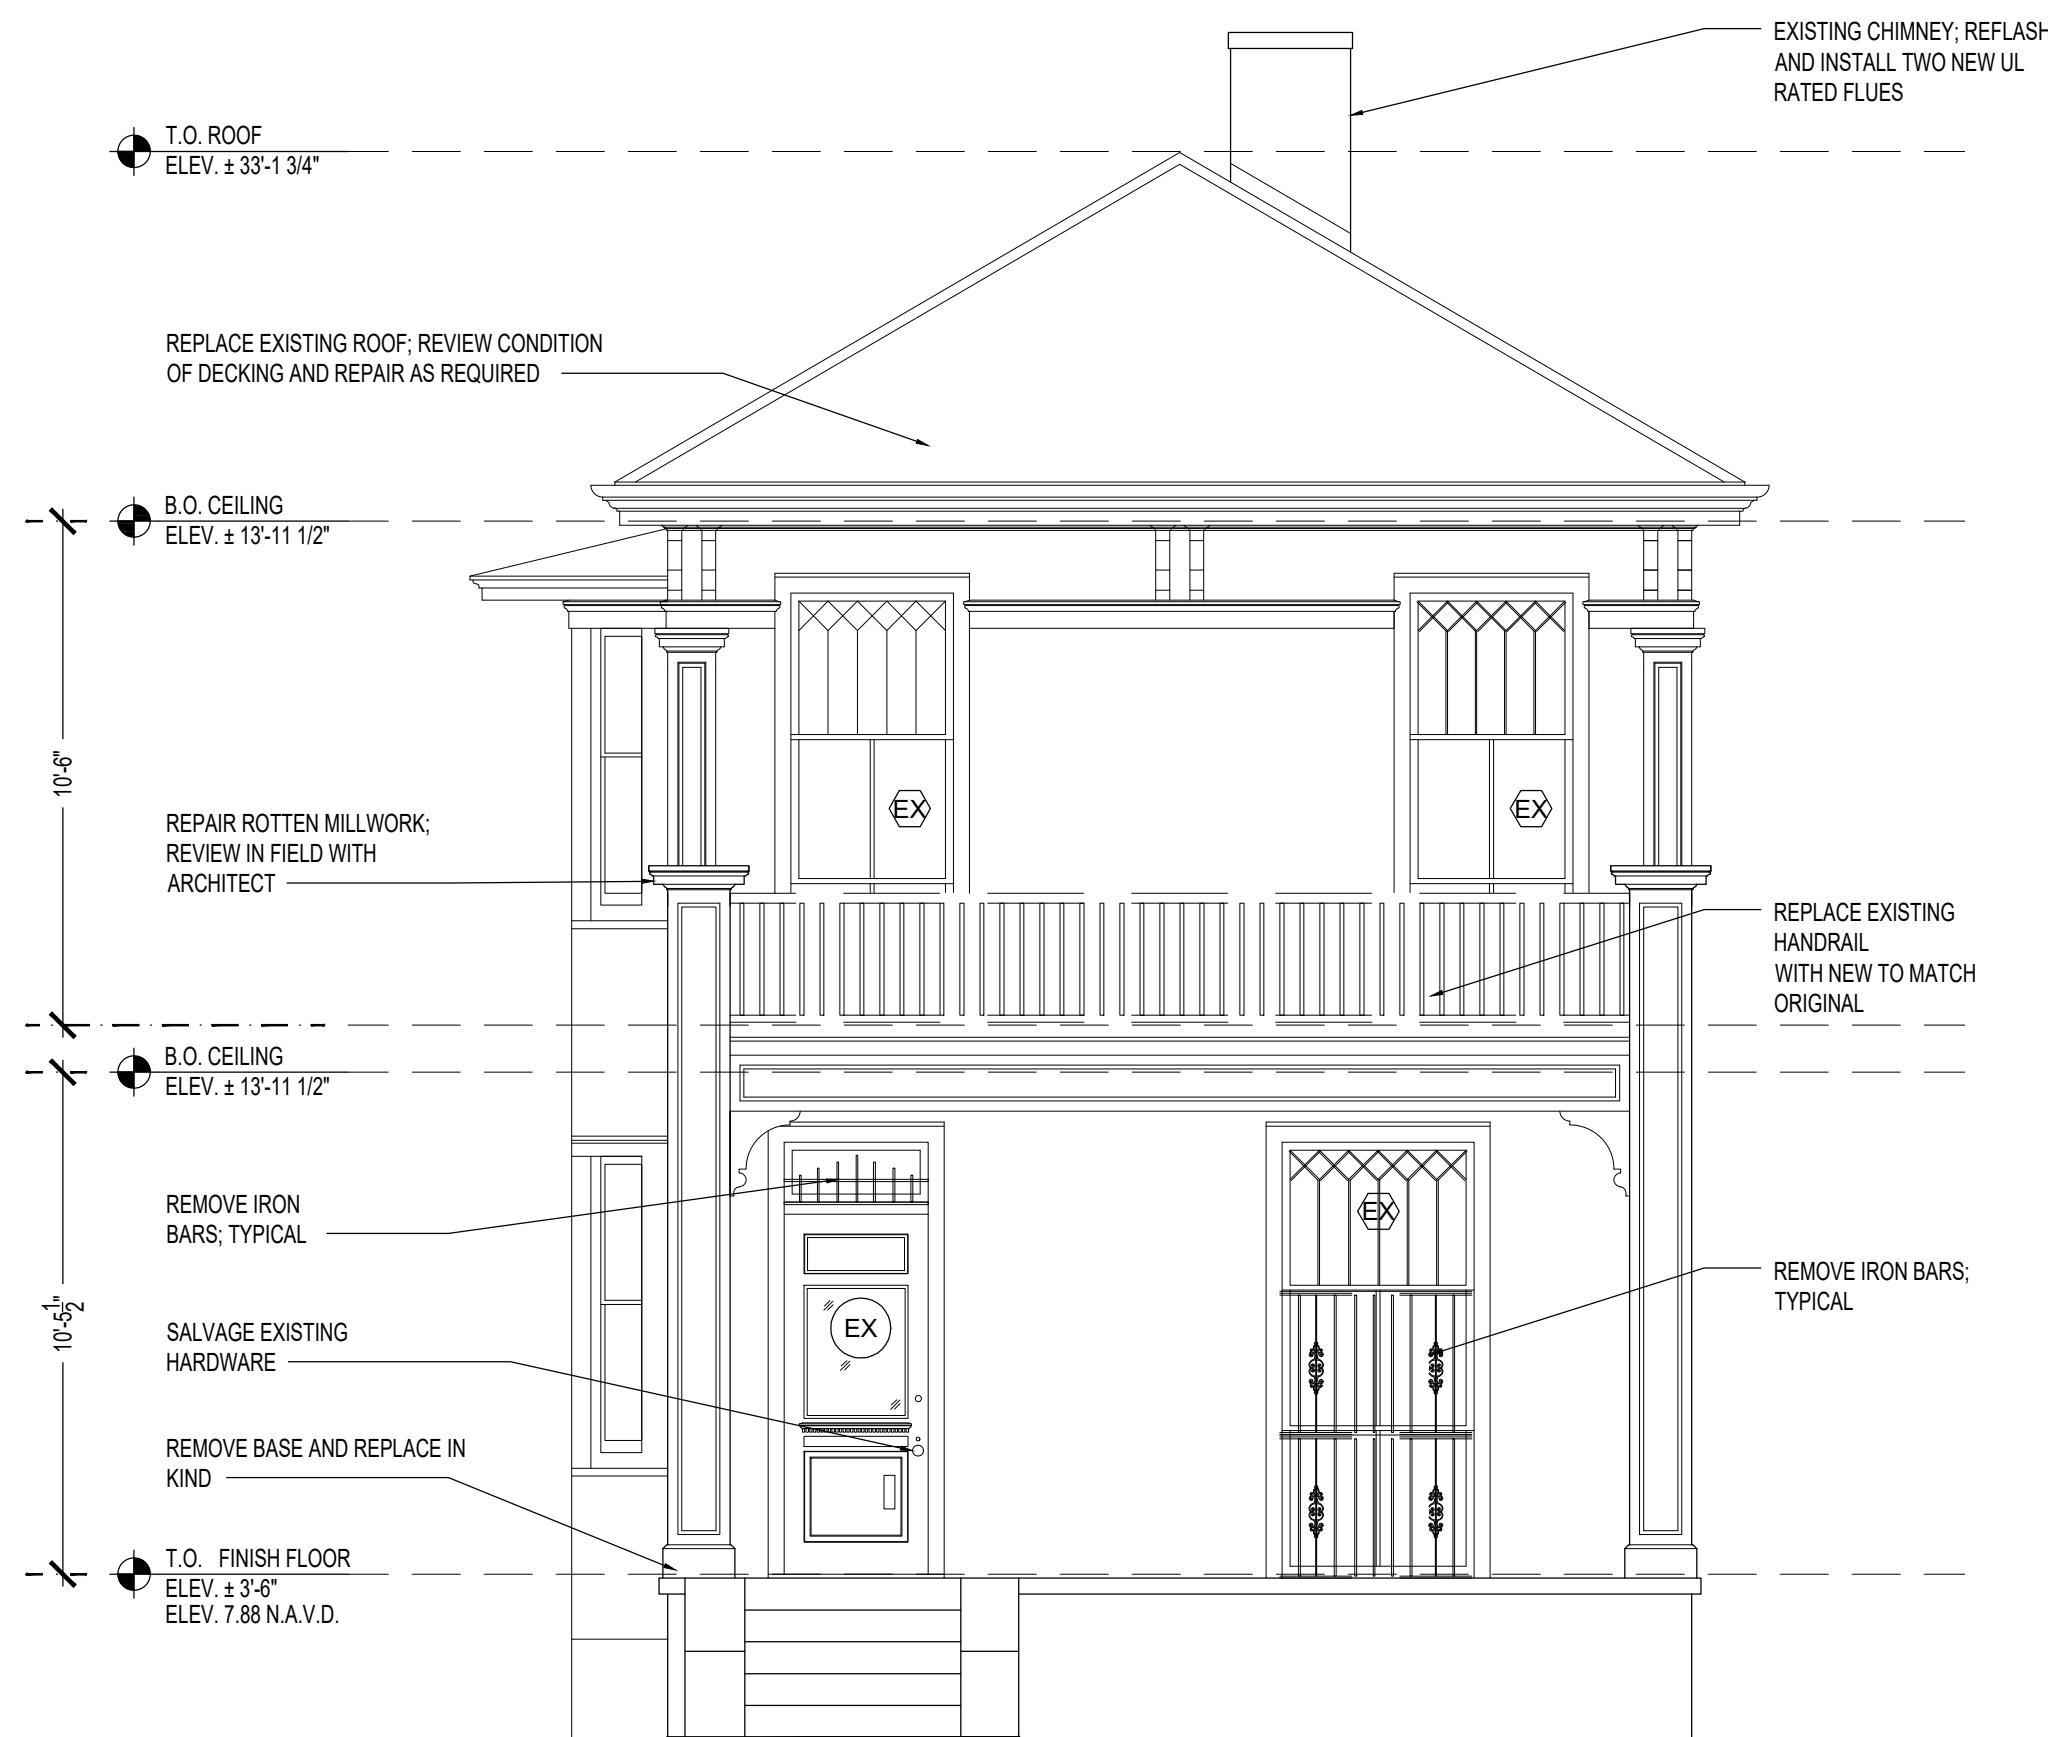 EXISTING CHIMNEY; REFLASH
AND INSTALL TWO NEW UL
RATED FLUES
T.O. ROOF
ELEV. ± 33'-1 3/4"
REPLACE EXISTING ROOF; REVIEW CONDITION
OF DECKING AND REPAIR AS REQUIRED
B.O. CEILING
ELEV. ± 13'-11 1/2"
10'-6"
EX
EX
REPAIR ROTTEN MILLWORK;
REVIEW IN FIELD WITH
ARCHITECT
REPLACE EXISTING
HANDRAIL
WITH NEW TO MATCH
ORIGINAL
B.O. CEILING
ELEV. ± 13'-11 1/2"
REMOVE IRON
BARS; TYPICAL
EX
REMOVE IRON BARS;
TYPICAL
10'-5 1/2"
EX
SALVAGE EXISTING
HARDWARE
REMOVE BASE AND REPLACE IN
KIND
T.O. FINISH FLOOR
ELEV. ± 3'-6"
ELEV. 7.88 N.A.V.D.